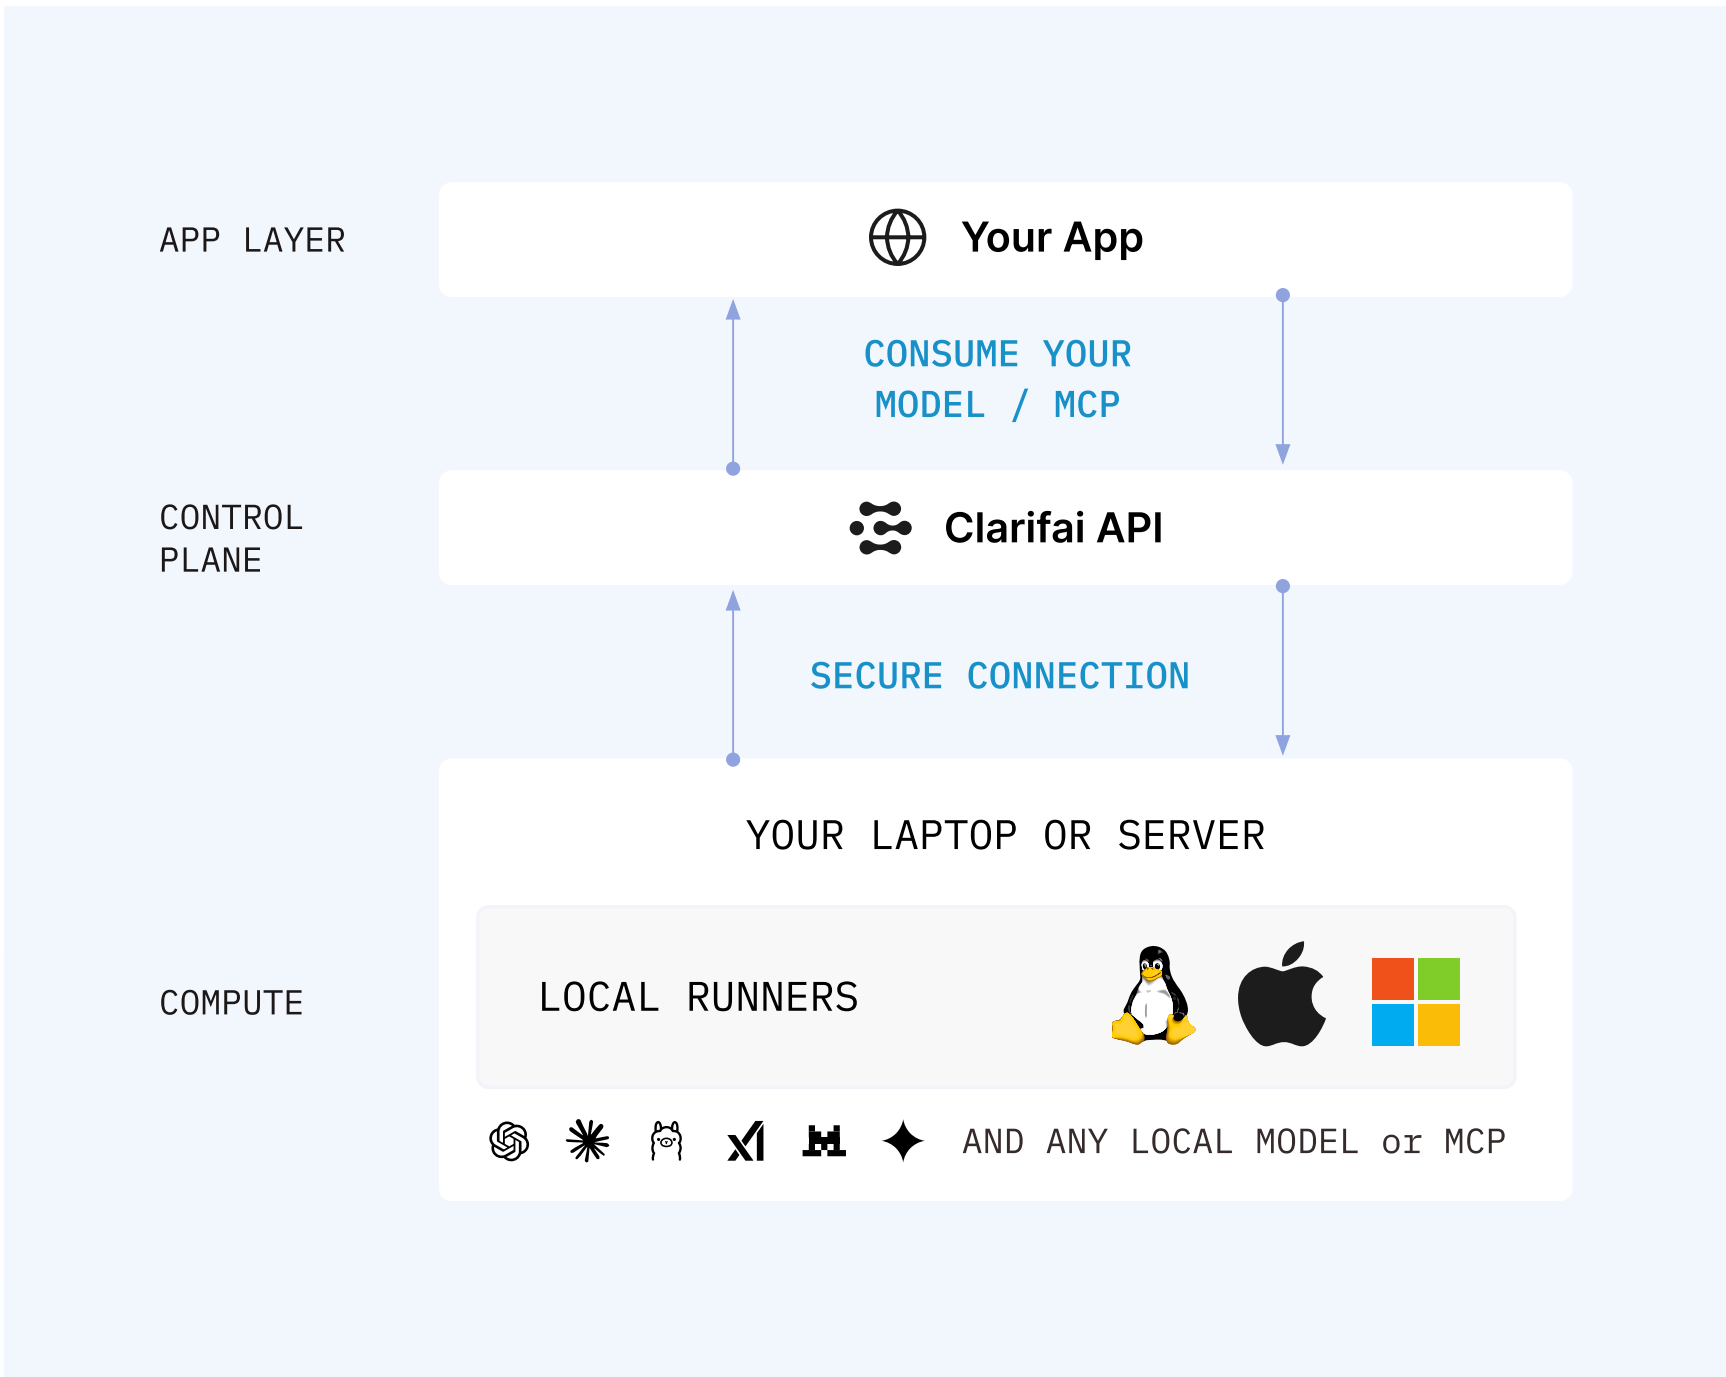 APP LAYER
Your App
CONSUME YOUR
MODEL / MCP
CONTROL
PLANE
Clarifai API
SECURE CONNECTION
YOUR LAPTOP OR SERVER
COMPUTE
LOCAL RUNNERS
AND ANY LOCAL MODEL or MCP